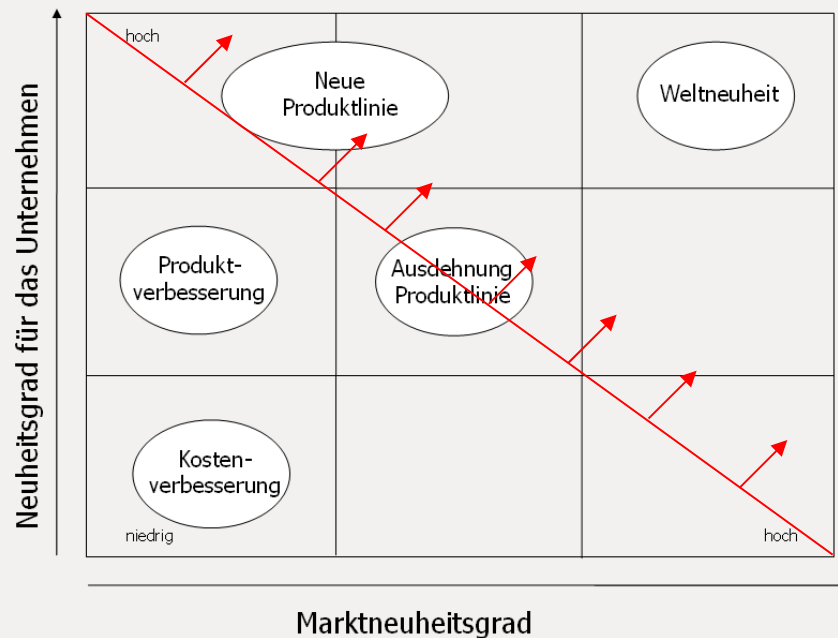 hoch
Neue
Produktlinie
Weltneuheit
Neuheitsgrad für das Unternehmen
Produkt-
verbesserung
Ausdehnung
Produktlinie
Kosten-
verbesserung
niedrig
hoch
Marktneuheitsgrad